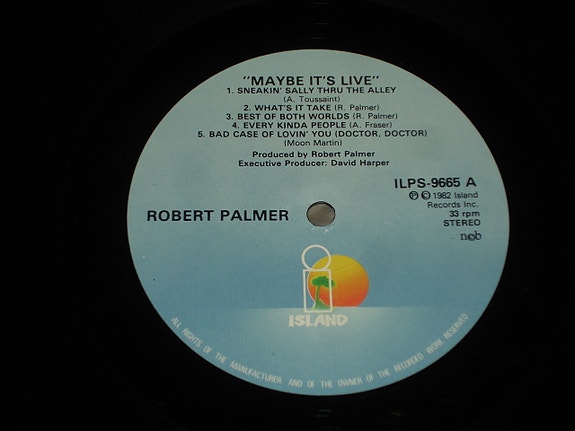 "MAYBE IT'S LIVE"
1. SNEAKIN' SALLY THRU THE ALLEY
(A. Toussaint)
2. WHAT'S IT TAKE (R. Palmer)
3. BEST OF BOTH WORLDS (R. Palmer)
4. EVERY KINDA PEOPLE (A. Fraser)
5. BAD CASE OF LOVIN' YOU (DOCTOR, DOCTOR)
(Moon Martin)
Produced by Robert Palmer
Executive Producer: David Harper
ILPS-9665 A
℗ © 1982 Island
Records Inc.
33 rpm
STEREO
ncb
ROBERT PALMER
ISLAND
ALL RIGHTS OF THE MANUFACTURER AND OF THE OWNER OF THE RECORDED WORK RESERVED